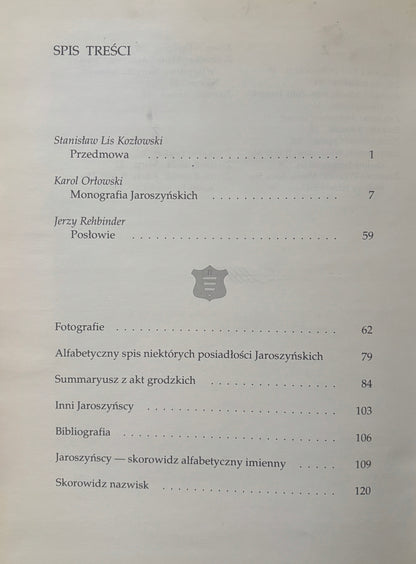 SPIS TREŚCI
Stanisław Lis Kozłowski
Przedmowa . . . . . . . . . . . . . . . . . . . . . . . . . 1
Karol Orłowski
Monografia Jaroszyńskich . . . . . . . . . . . . . . . . 7
Jerzy Rehbinder
Posłowie . . . . . . . . . . . . . . . . . . . . . . . . . . 59
Fotografie . . . . . . . . . . . . . . . . . . . . . . . . . . . . 62
Alfabetyczny spis niektórych posiadłości Jaroszyńskich 79
Summaryusz z akt grodzkich . . . . . . . . . . . . . . . . 84
Inni Jaroszyńscy . . . . . . . . . . . . . . . . . . . . . . . . 103
Bibliografia . . . . . . . . . . . . . . . . . . . . . . . . . . . 106
Jaroszyńscy — skorowidz alfabetyczny imienny . . . . . 109
Skorowidz nazwisk . . . . . . . . . . . . . . . . . . . . . . 120